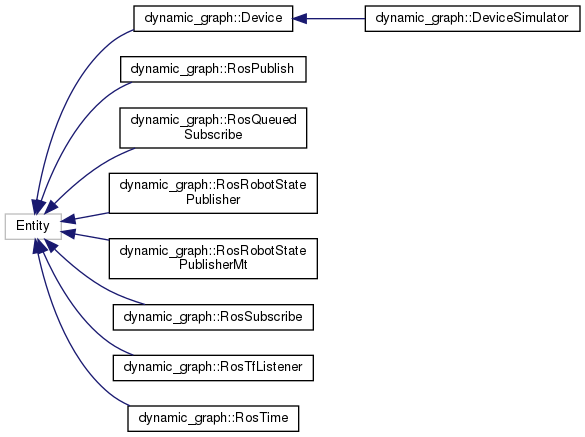 dynamic_graph::Device
dynamic_graph::DeviceSimulator
dynamic_graph::RosPublish
dynamic_graph::RosQueued
Subscribe
dynamic_graph::RosRobotState
Publisher
Entity
dynamic_graph::RosRobotState
PublisherMt
dynamic_graph::RosSubscribe
dynamic_graph::RosTfListener
dynamic_graph::RosTime